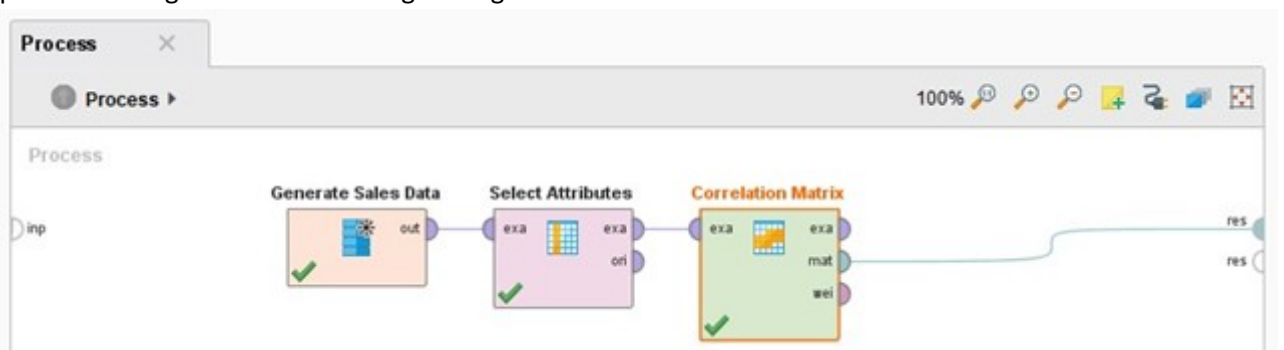 Process
Process
100%
Process
Generate Sales Data
Select Attributes
Correlation Matrix
inp
out
exa
exa
ori
exa
exa
mat
wei
res
res